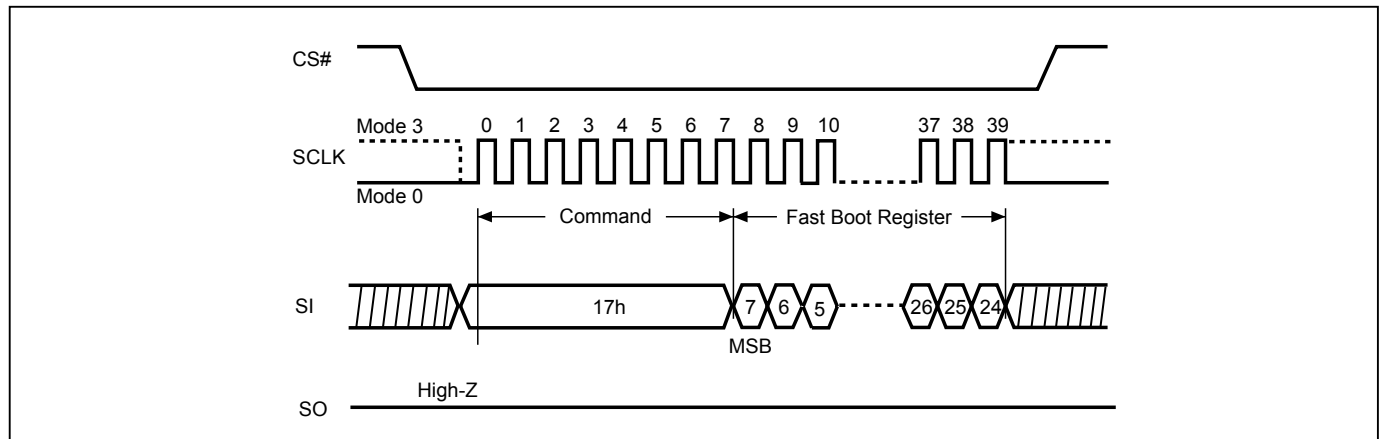 CS#
Mode 3 0 1 2 3 4 5 6 7 8 9 10 37 38 39
SCLK
Mode 0
Command Fast Boot Register
SI 17h 7 6 5 26 25 24
MSB
High-Z
SO